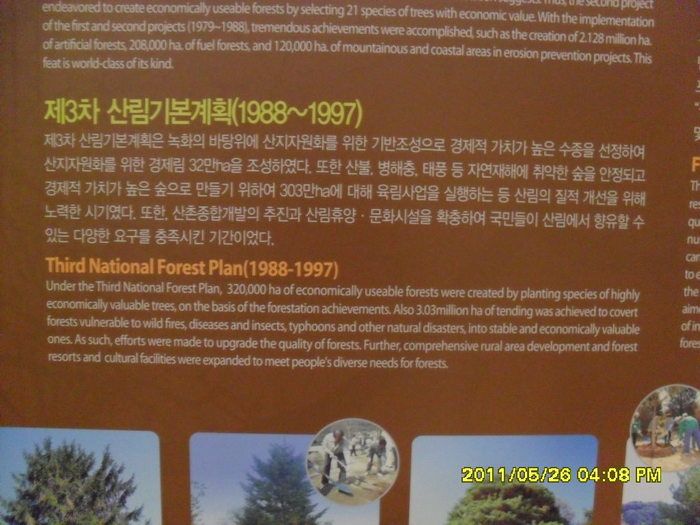 endeavored to create economically useable forests by selecting 21 species of trees with economic value. With the implementation
of the first and second projects (1979~1988), tremendous achievements were accomplished, such as the creation of 2.128 million ha.
of artificial forests, 208,000 ha. of fuel forests, and 120,000 ha. of mountainous and coastal areas in erosion prevention projects. This
feat is world-class of its kind.
제3차 산림기본계획(1988~1997)
제3차 산림기본계획은 녹화의 바탕위에 산지자원화를 위한 기반조성으로 경제적 가치가 높은 수종을 선정하여
산지자원화를 위한 경제림 32만ha을 조성하였다. 또한 산불, 병해충, 태풍 등 자연재해에 취약한 숲을 안정되고
경제적 가치가 높은 숲으로 만들기 위하여 303만ha에 대해 육림사업을 실행하는 등 산림의 질적 개선을 위해
노력한 시기였다. 또한, 산촌종합개발의 추진과 산림휴양 · 문화시설을 확충하여 국민들이 산림에서 향유할 수
있는 다양한 요구를 충족시킨 기간이었다.
Third National Forest Plan(1988-1997)
Under the Third National Forest Plan, 320,000 ha of economically useable forests were created by planting species of highly
economically valuable trees, on the basis of the forestation achievements. Also 3.03million ha of tending was achieved to covert
forests vulnerable to wild fires, diseases and insects, typhoons and other natural disasters, into stable and economically valuable
ones. As such, efforts were made to upgrade the quality of forests. Further, comprehensive rural area development and forest
resorts and cultural facilities were expanded to meet people's diverse needs for forests.
2011/05/26 04:08 PM